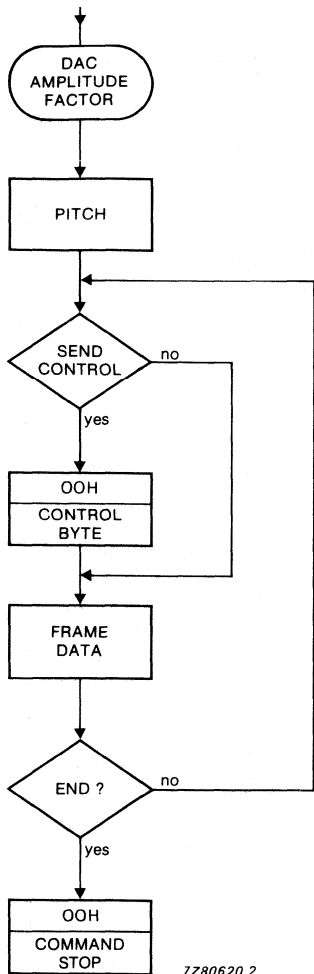 DAC
AMPLITUDE
FACTOR
PITCH
SEND
CONTROL
no
yes
OOH
CONTROL
BYTE
FRAME
DATA
END ?
no
yes
OOH
COMMAND
STOP
7Z80620.2